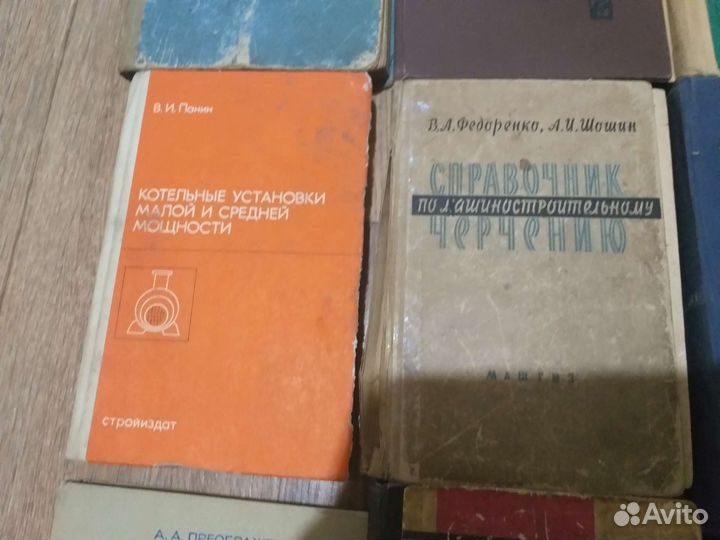 В. И. Панин
КОТЕЛЬНЫЕ УСТАНОВКИ
МАЛОЙ И СРЕДНЕЙ
МОЩНОСТИ
стройиздат
В.А.Федоренко, А.И.Шошин
СПРАВОЧНИК
ПО МАШИНОСТРОИТЕЛЬНОМУ
ЧЕРЧЕНИЮ
МАШГИЗ
А. А.
Avito